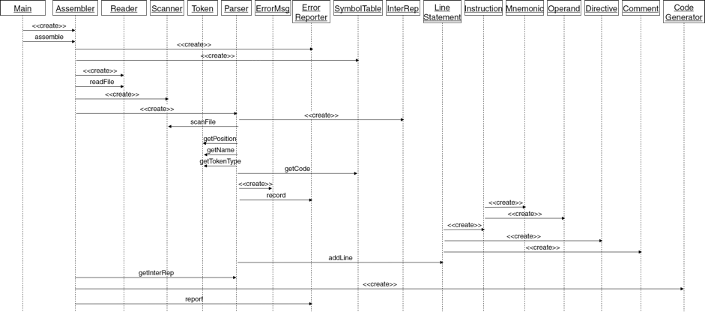 Main Assembler Reader Scanner Token Parser ErrorMsg Error Reporter SymbolTable InterRep Line Statement Instruction Mnemonic Operand Directive Comment Code Generator
<<create>>
assemble
<<create>>
<<create>>
<<create>>
readFile
<<create>>
<<create>>
<<create>>
scanFile
getPosition
getName
getTokenType
getCode
<<create>>
record
<<create>>
<<create>>
<<create>>
<<create>>
<<create>>
addLine
getInterRep
<<create>>
report